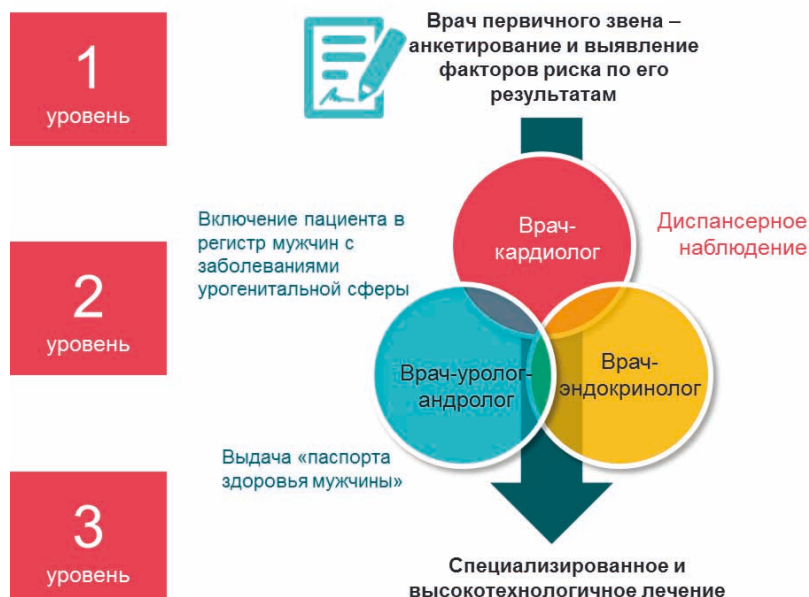 1
уровень
Врач первичного звена –
анкетирование и выявление
факторов риска по его
результатам
2
уровень
Включение пациента в
регистр мужчин с
заболеваниями
урогенитальной сферы
Врач-
кардиолог
Диспансерное
наблюдение
Врач-уролог-
андролог
Врач-
эндокринолог
Выдача «паспорта
здоровья мужчины»
3
уровень
Специализированное и
высокотехнологичное лечение